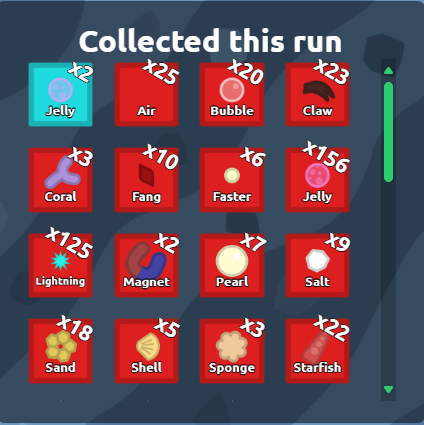 Collected this run
x2 x25 x20 x23
Jelly Air Bubble Claw
x3 x10 x6 x156
Coral Fang Faster Jelly
x125 x2 x7 x9
Lightning Magnet Pearl Salt
x18 x5 x3 x22
Sand Shell Sponge Starfish